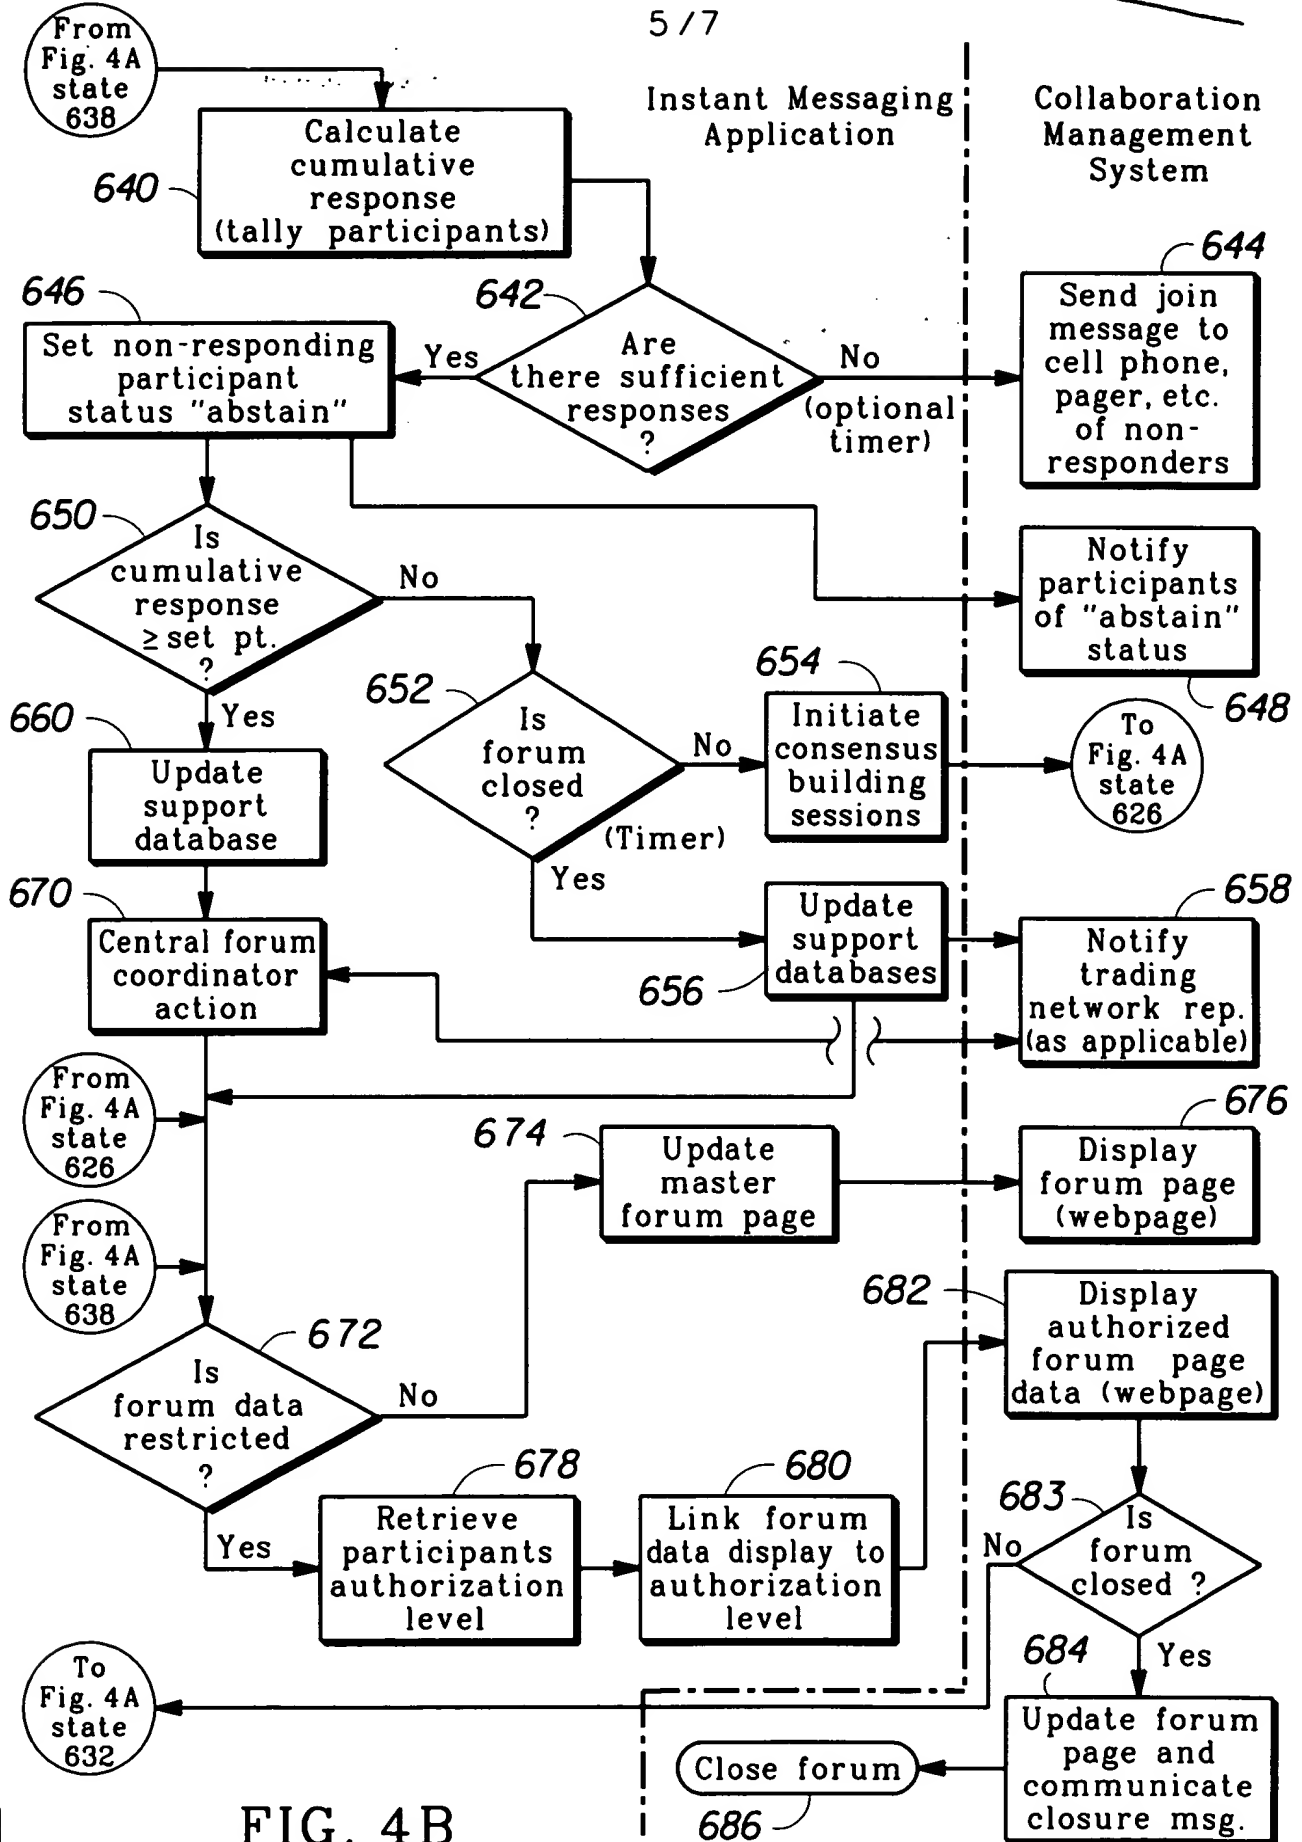 5/7
From
Fig. 4A
state
638
Instant Messaging
Application
Collaboration
Management
System
Calculate
cumulative
response
(tally participants)
640
644
646
642
Send join
message to
cell phone,
pager, etc.
of non-
responders
Set non-responding
participant
status "abstain"
Yes
Are
there sufficient
responses
?
No
(optional
timer)
650
Is
cumulative
response
≥ set pt.
?
No
Notify
participants
of "abstain"
status
648
652
654
Yes
660
Is
forum
closed
?
No
(Timer)
Initiate
consensus
building
sessions
To
Fig. 4A
state
626
Update
support
database
Yes
670
658
Central forum
coordinator
action
Update
support
databases
656
Notify
trading
network rep.
(as applicable)
From
Fig. 4A
state
626
674
676
Update
master
forum page
Display
forum page
(webpage)
From
Fig. 4A
state
638
682
Display
authorized
forum page
data (webpage)
672
Is
forum data
restricted
?
No
Yes
678
680
Retrieve
participants
authorization
level
Link forum
data display to
authorization
level
683
Is
forum
closed ?
No
Yes
684
To
Fig. 4A
state
632
Update forum
page and
communicate
closure msg.
Close forum
686
FIG. 4B